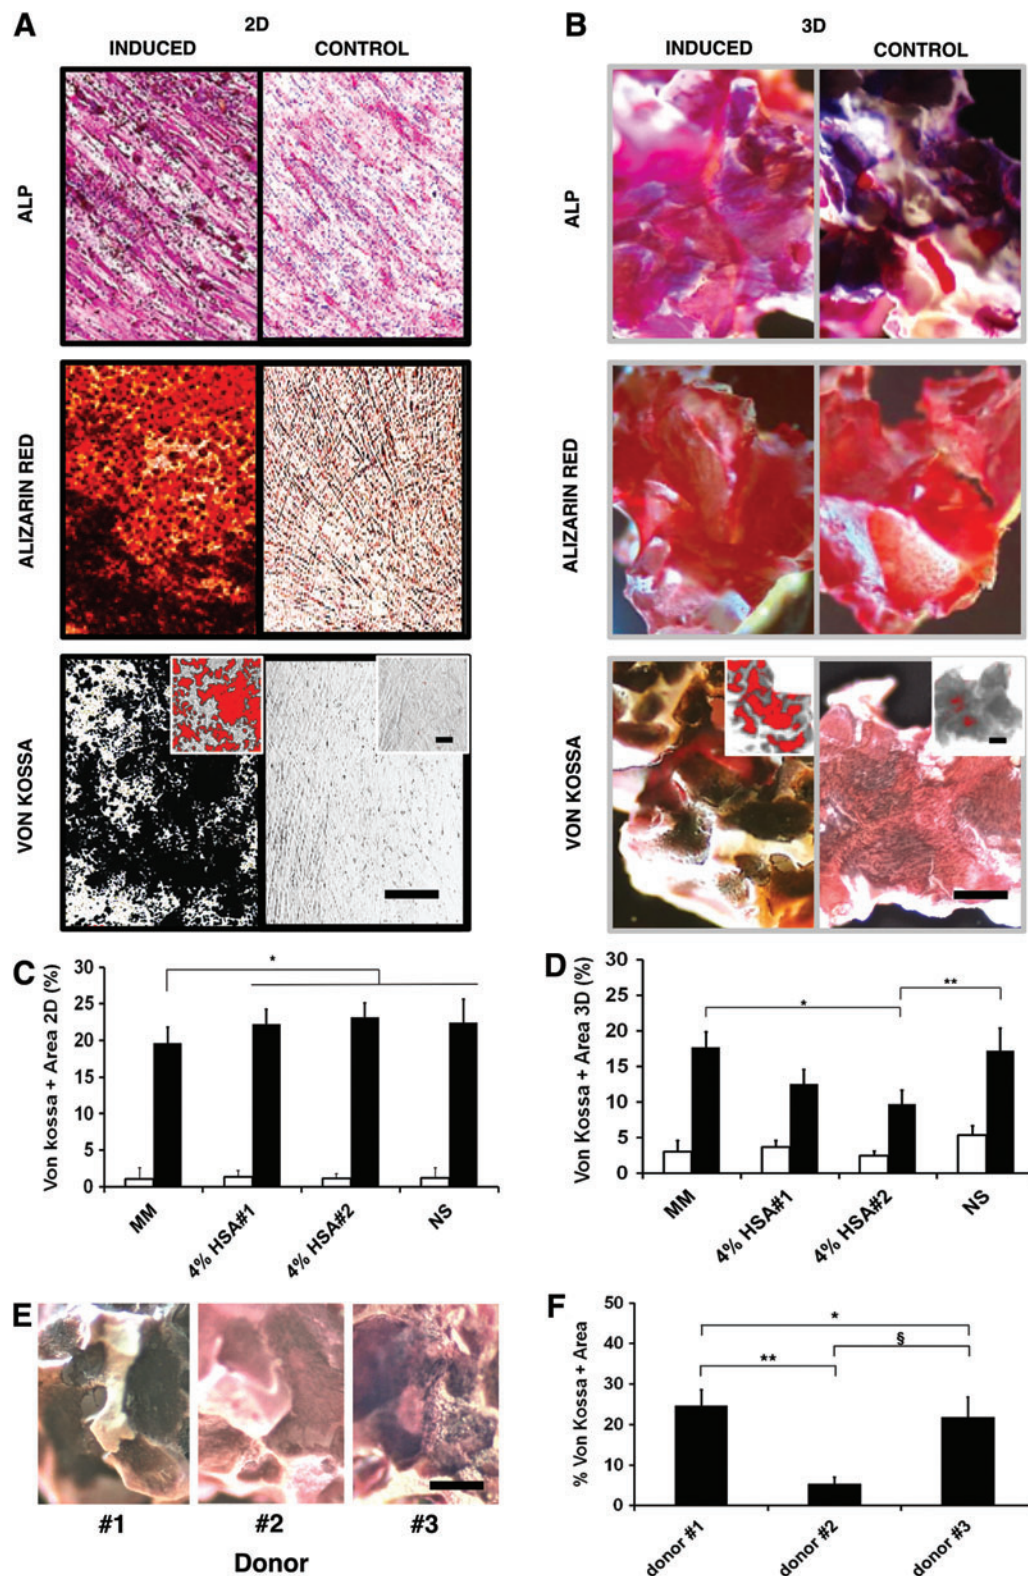 A
2D
INDUCED CONTROL
ALP
ALIZARIN RED
VON KOSSA
B
3D
INDUCED CONTROL
ALP
ALIZARIN RED
VON KOSSA
C
Von kossa + Area 2D (%)
30
25
20
15
10
5
0
*
MM
4% HSA#1
4% HSA#2
NS
D
Von Kossa + Area 3D (%)
30
25
20
15
10
5
0
*
**
MM
4% HSA#1
4% HSA#2
NS
E
#1 #2 #3
Donor
F
% Von Kossa + Area
50
40
30
20
10
0
*
**
§
donor #1
donor #2
donor #3